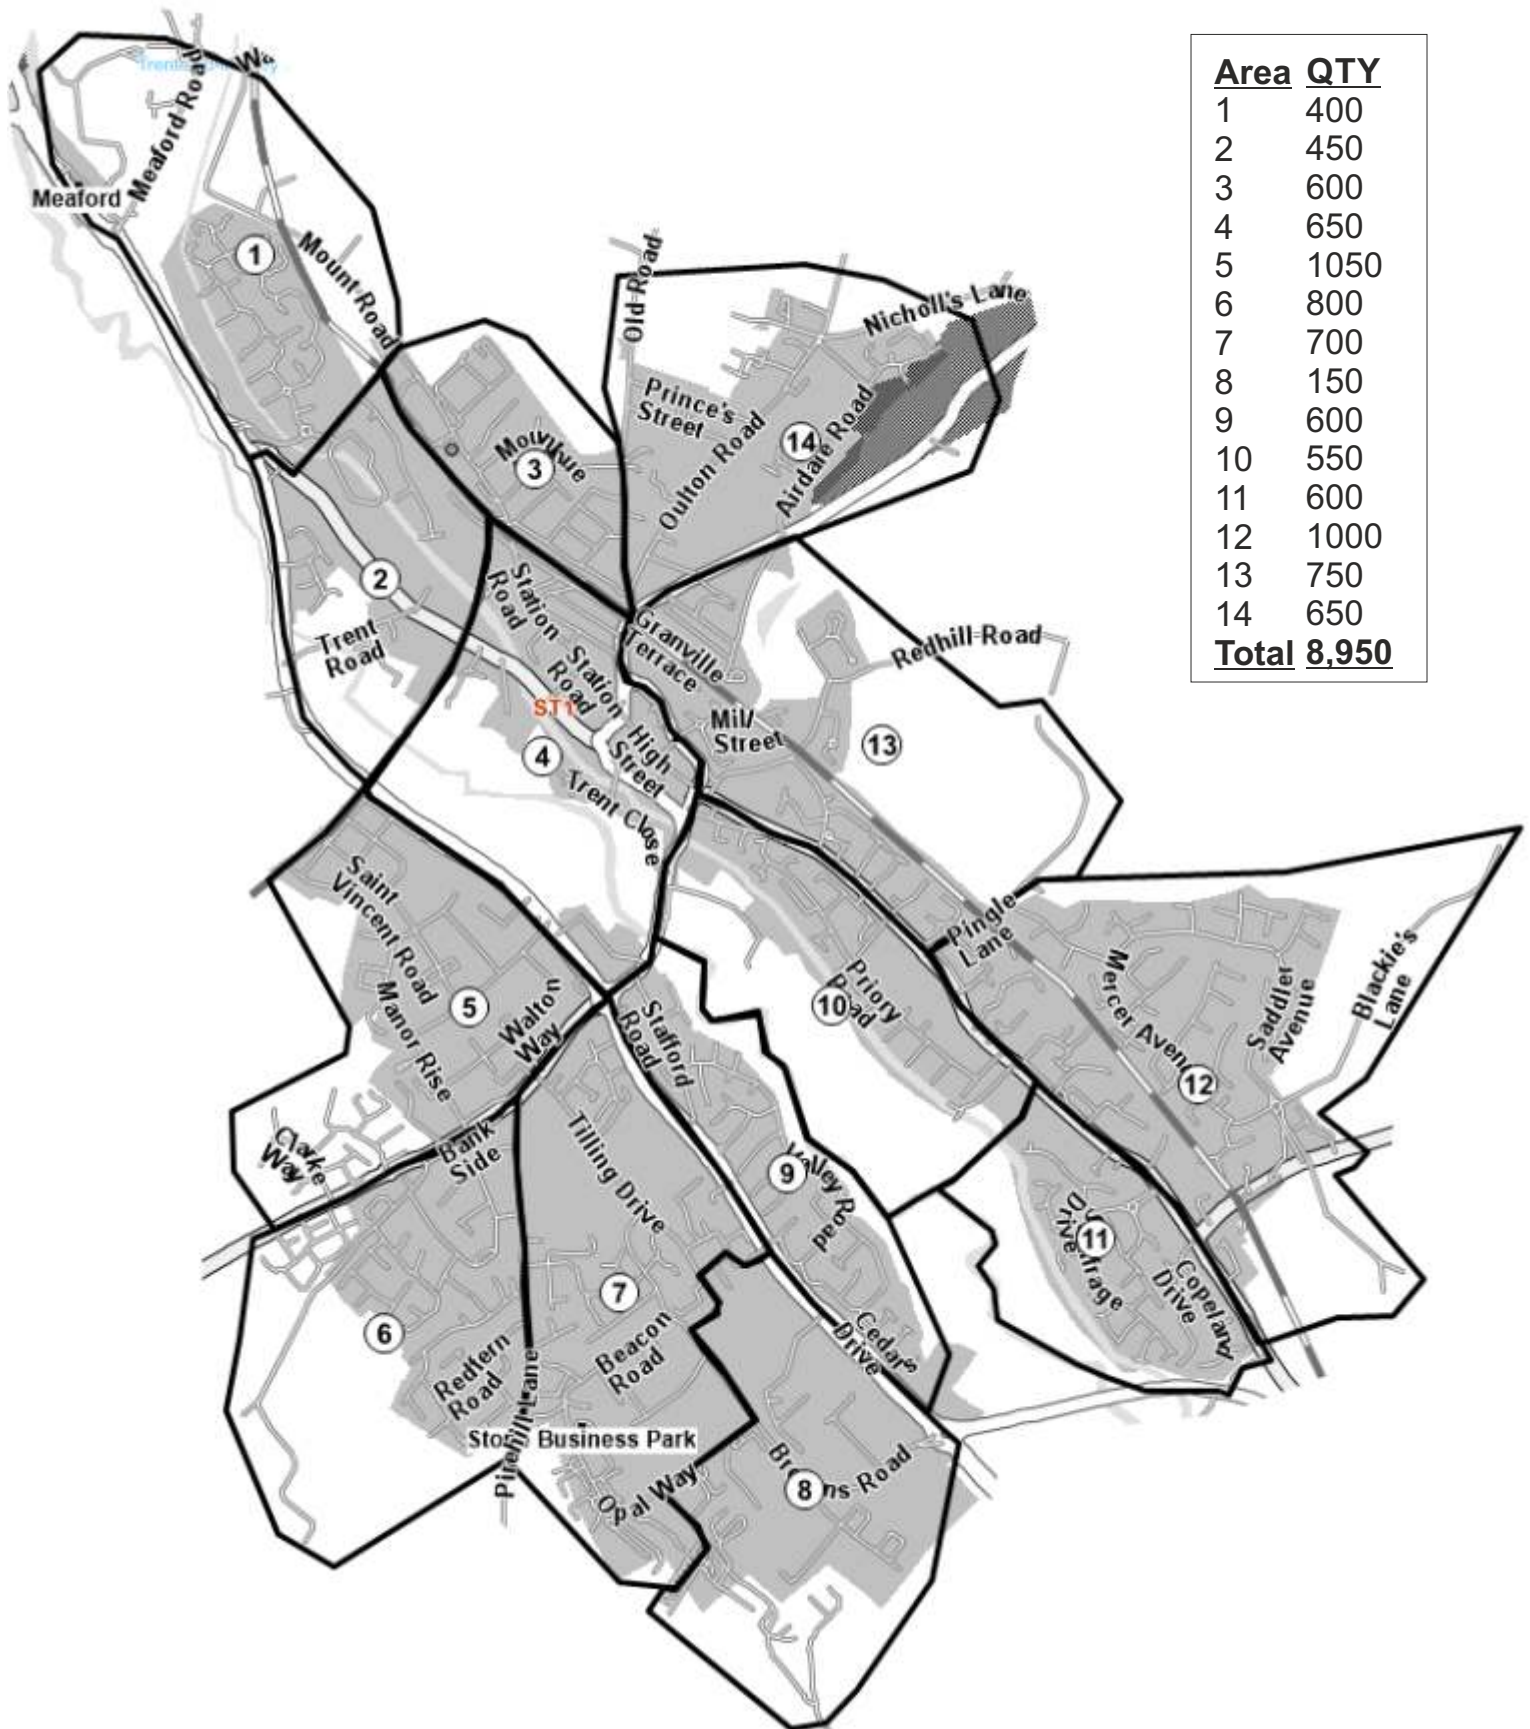 Area QTY
1 400
2 450
3 600
4 650
5 1050
6 800
7 700
8 150
9 600
10 550
11 600
12 1000
13 750
14 650
Total 8,950
Meaford Road
Meaford
1
Mount Road
Old Road
Nicholl's Lane
Prince's
Street
Oulton Road
14
Airdale Road
3
2
Trent
Road
Station
Road
Station
Road
Granville
Terrace
Redhill Road
ST1
4
High
Street
Mill
Street
13
Trent Close
Saint
Vincent Road
Manor Rise
5
Walton
Way
Stafford
Road
10
Priory
Road
Pingle
Lane
Mercer Avenue
Saddler
Avenue
Blackie's
Lane
12
Clarke
Way
Bank
Side
Tilling Drive
9
Valley Road
11
Drive
Copeland
Drive
6
7
Redfern
Road
Beacon
Road
Cedars
Drive
Pirehill Lane
Stone Business Park
Opal Way
8